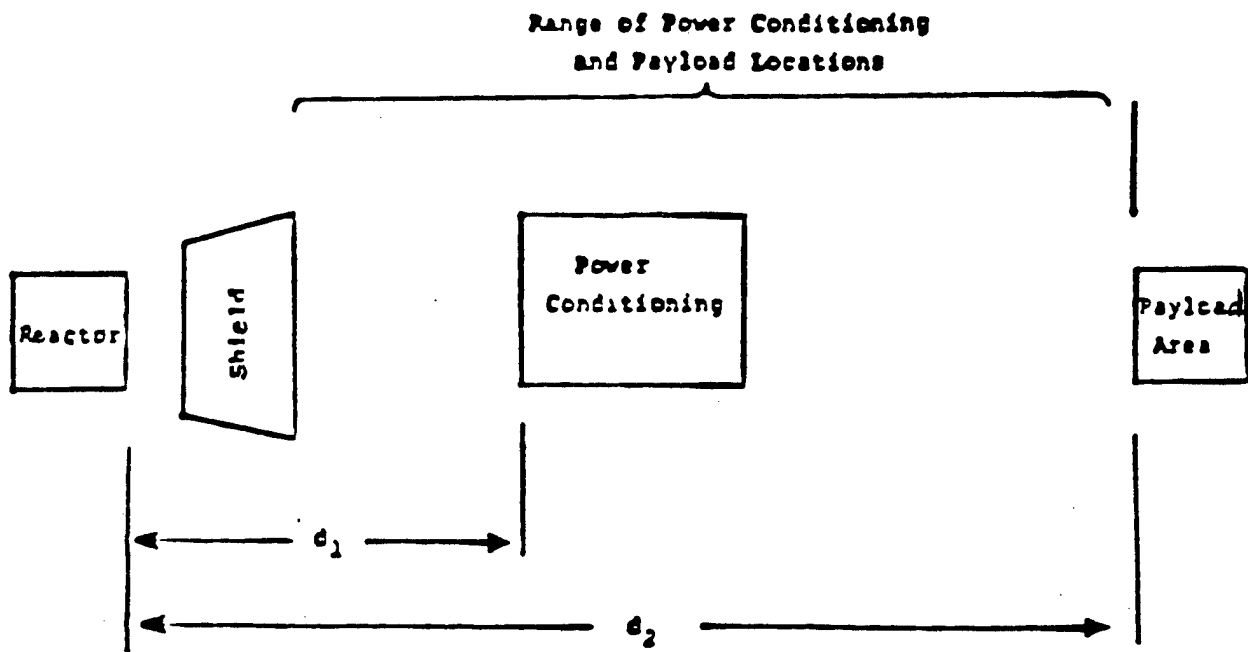 Range of Power Conditioning
and Payload Locations
Reactor
Shield
Power
Conditioning
Payload
Area
d₁
d₂